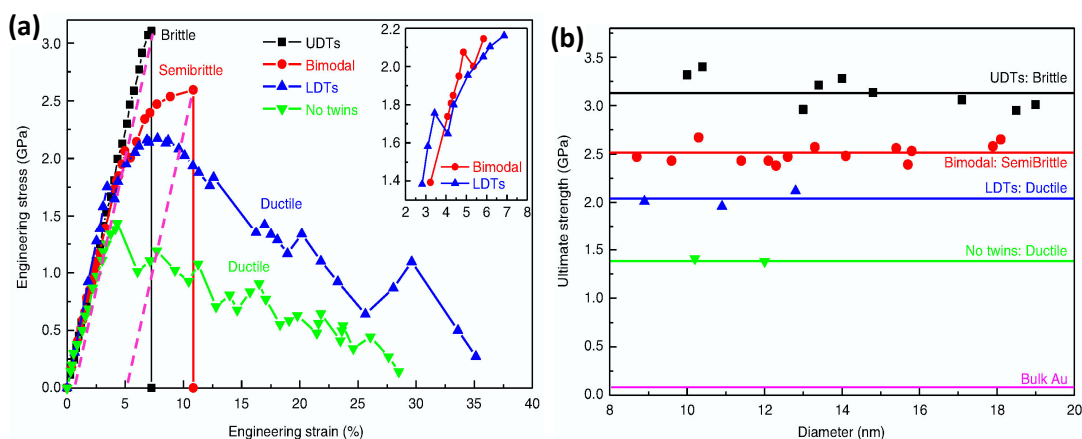 (a)
Engineering stress (GPa)
3.0
2.5
2.0
1.5
1.0
0.5
0.0
0 5 10 15 20 25 30 35 40
Engineering strain (%)
Brittle
Semibrittle
Ductile
Ductile
UDTs
Bimodal
LDTs
No twins
2.2
2.0
1.8
1.6
1.4
2 3 4 5 6 7 8
Bimodal
LDTs
(b)
Ultimate strength (GPa)
3.5
3.0
2.5
2.0
1.5
1.0
0.5
0.0
8 10 12 14 16 18 20
Diameter (nm)
UDTs: Brittle
Bimodal: SemiBrittle
LDTs: Ductile
No twins: Ductile
Bulk Au